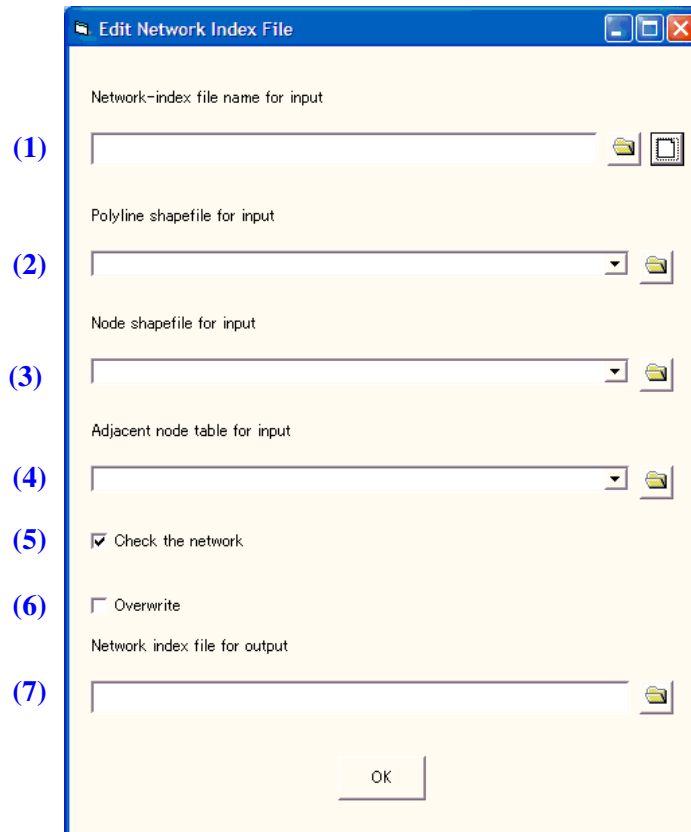 Edit Network Index File
Network-index file name for input
(1)
Polyline shapefile for input
(2)
Node shapefile for input
(3)
Adjacent node table for input
(4)
(5) Check the network
(6) Overwrite
Network index file for output
(7)
OK